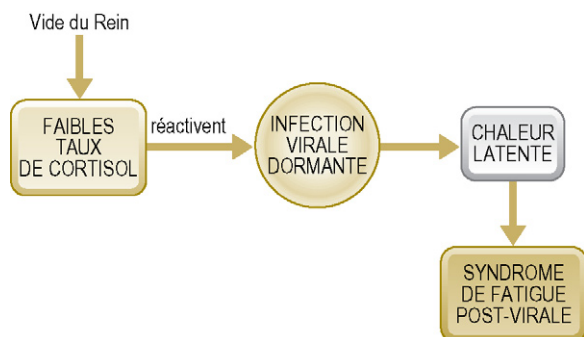 Vide du Rein
FAIBLES
TAUX
DE CORTISOL
réactivent
INFECTION
VIRALE
DORMANTE
CHALEUR
LATENTE
SYNDROME
DE FATIGUE
POST-VIRALE